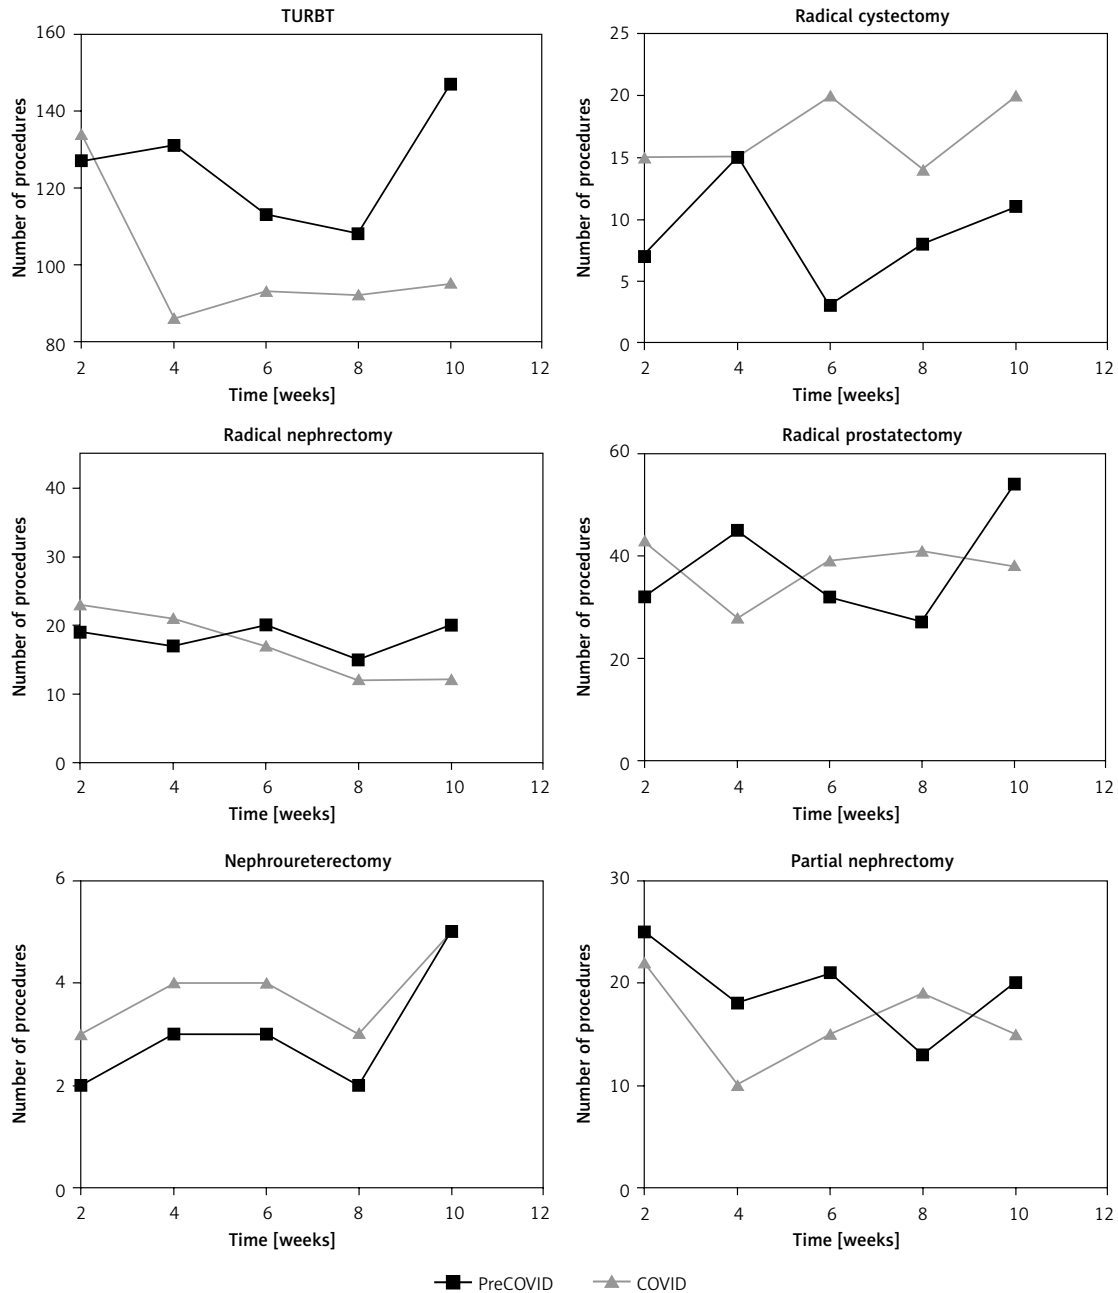 TURBT
Number of procedures
160
140
120
100
80
2 4 6 8 10 12
Time [weeks]
Radical cystectomy
Number of procedures
25
20
15
10
5
0
2 4 6 8 10 12
Time [weeks]
Radical nephrectomy
Number of procedures
40
30
20
10
0
2 4 6 8 10 12
Time [weeks]
Radical prostatectomy
Number of procedures
60
40
20
0
2 4 6 8 10 12
Time [weeks]
Nephroureterectomy
Number of procedures
6
4
2
0
2 4 6 8 10 12
Time [weeks]
Partial nephrectomy
Number of procedures
30
20
10
0
2 4 6 8 10 12
Time [weeks]
PreCOVID COVID